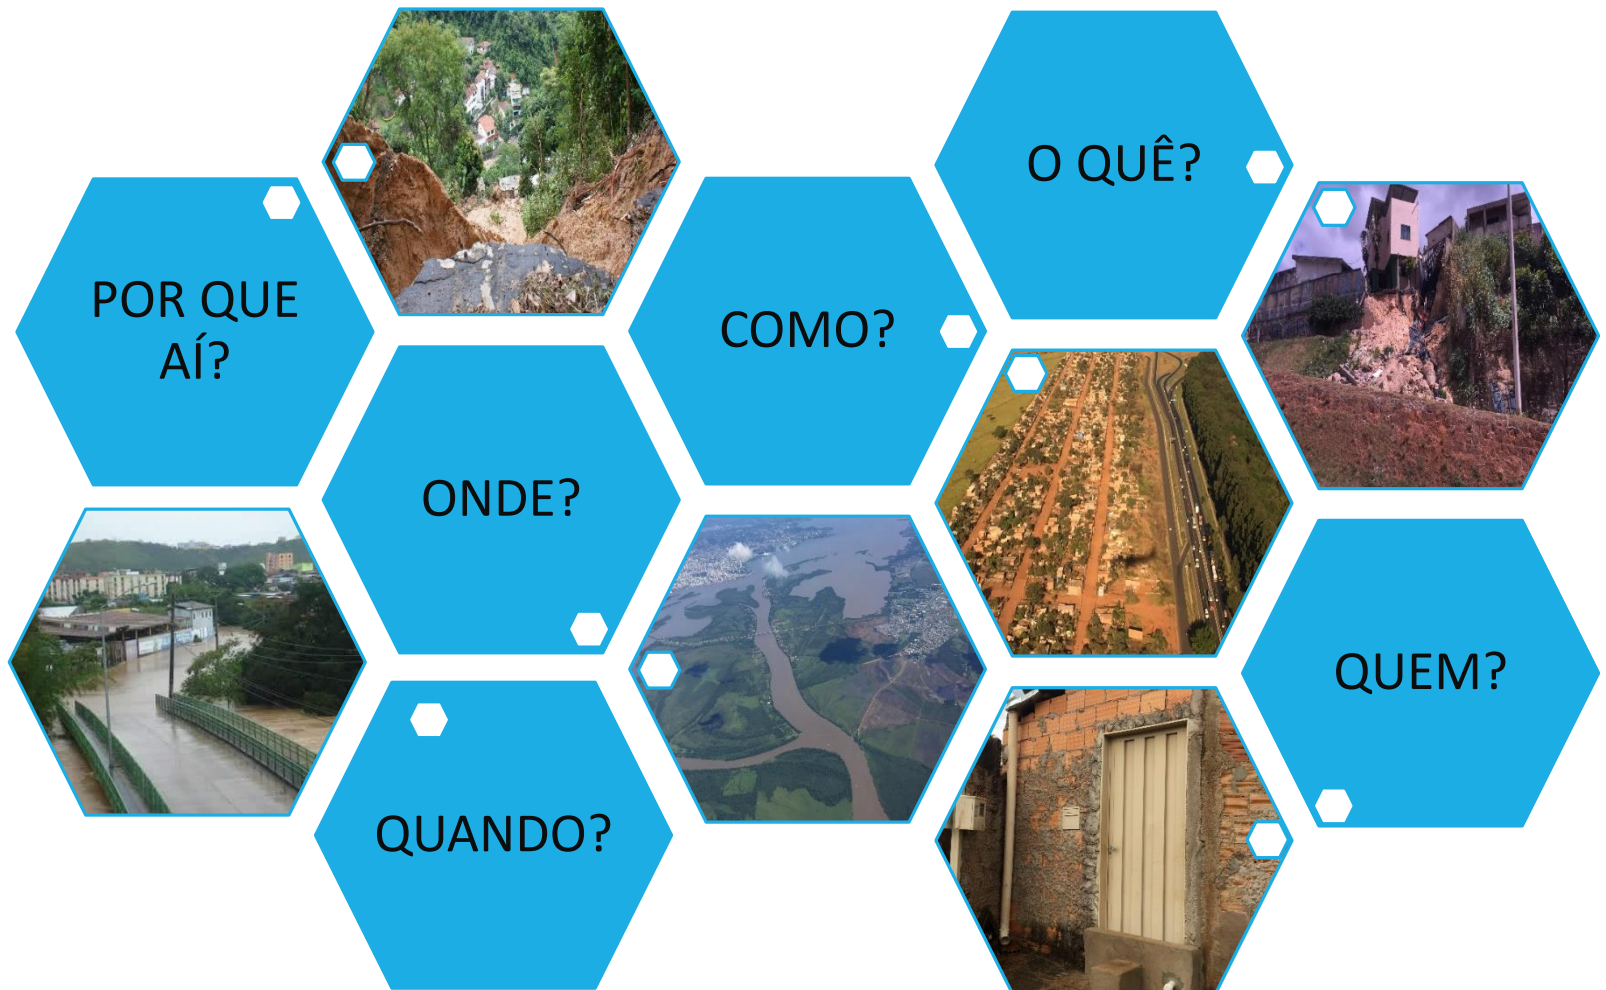 O QUÊ?
POR QUE
AÍ?
COMO?
ONDE?
QUEM?
QUANDO?